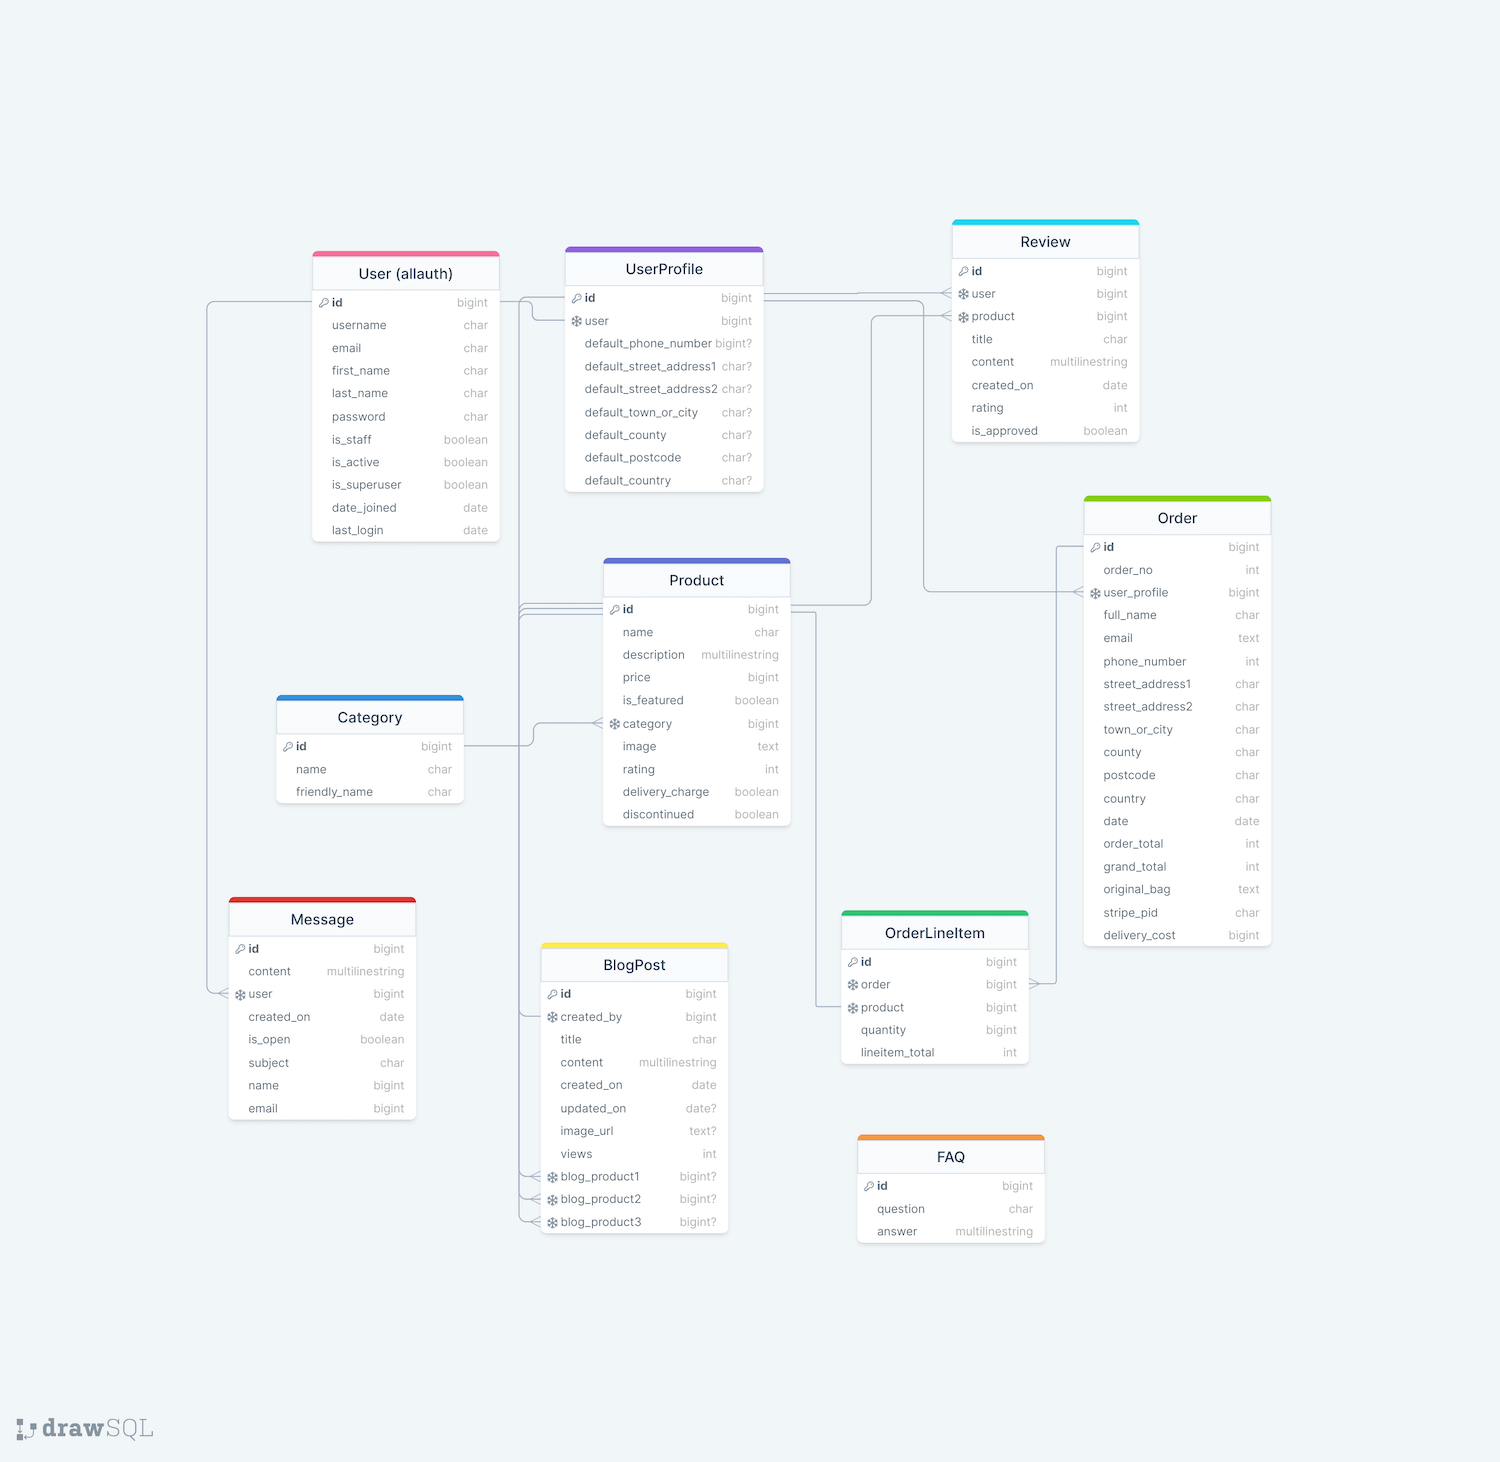 User (allauth)
id bigint
username char
email char
first_name char
last_name char
password char
is_staff boolean
is_active boolean
is_superuser boolean
date_joined date
last_login date
UserProfile
id bigint
user bigint
default_phone_number bigint?
default_street_address1 char?
default_street_address2 char?
default_town_or_city char?
default_county char?
default_postcode char?
default_country char?
Review
id bigint
user bigint
product bigint
title char
content multilinestring
created_on date
rating int
is_approved boolean
Order
id bigint
order_no int
user_profile bigint
full_name char
email text
phone_number int
street_address1 char
street_address2 char
town_or_city char
county char
postcode char
country char
date date
order_total int
grand_total int
original_bag text
stripe_pid char
delivery_cost bigint
Product
id bigint
name char
description multilinestring
price bigint
is_featured boolean
category bigint
image text
rating int
delivery_charge boolean
discontinued boolean
Category
id bigint
name char
friendly_name char
Message
id bigint
content multilinestring
user bigint
created_on date
is_open boolean
subject char
name bigint
email bigint
BlogPost
id bigint
created_by bigint
title char
content multilinestring
created_on date
updated_on date?
image_url text?
views int
blog_product1 bigint?
blog_product2 bigint?
blog_product3 bigint?
OrderLineItem
id bigint
order bigint
product bigint
quantity bigint
lineitem_total int
FAQ
id bigint
question char
answer multilinestring
drawSQL